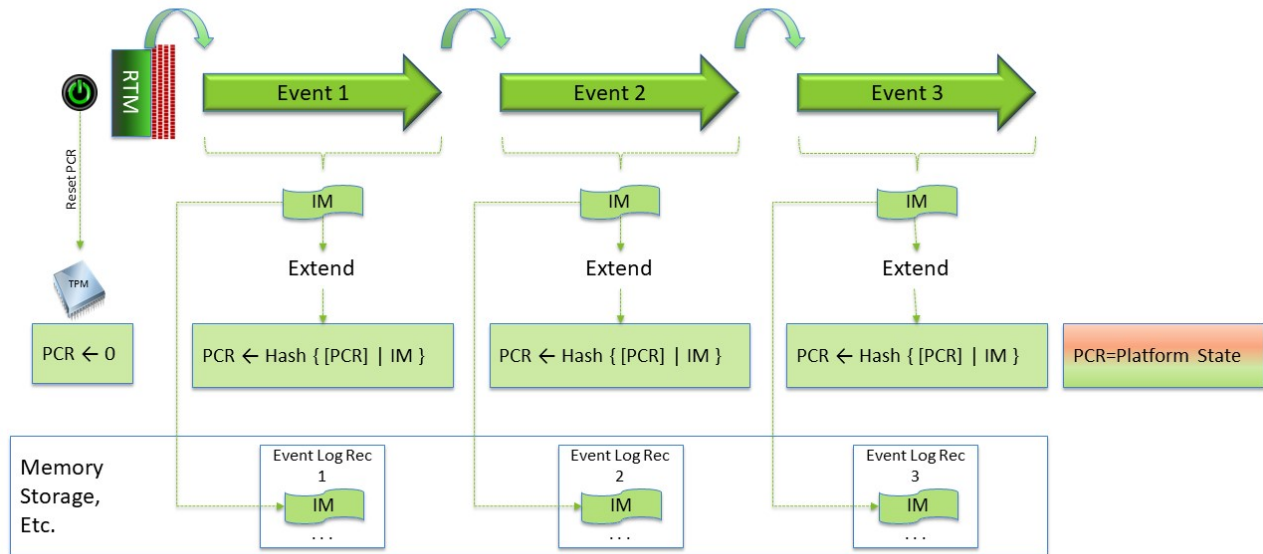 RTM
Event 1
Event 2
Event 3
Reset PCR
IM
IM
IM
Extend
Extend
Extend
TPM
PCR ← 0
PCR ← Hash { [PCR] | IM }
PCR ← Hash { [PCR] | IM }
PCR ← Hash { [PCR] | IM }
PCR=Platform State
Memory
Storage,
Etc.
Event Log Rec
1
IM
. . .
Event Log Rec
2
IM
. . .
Event Log Rec
3
IM
. . .